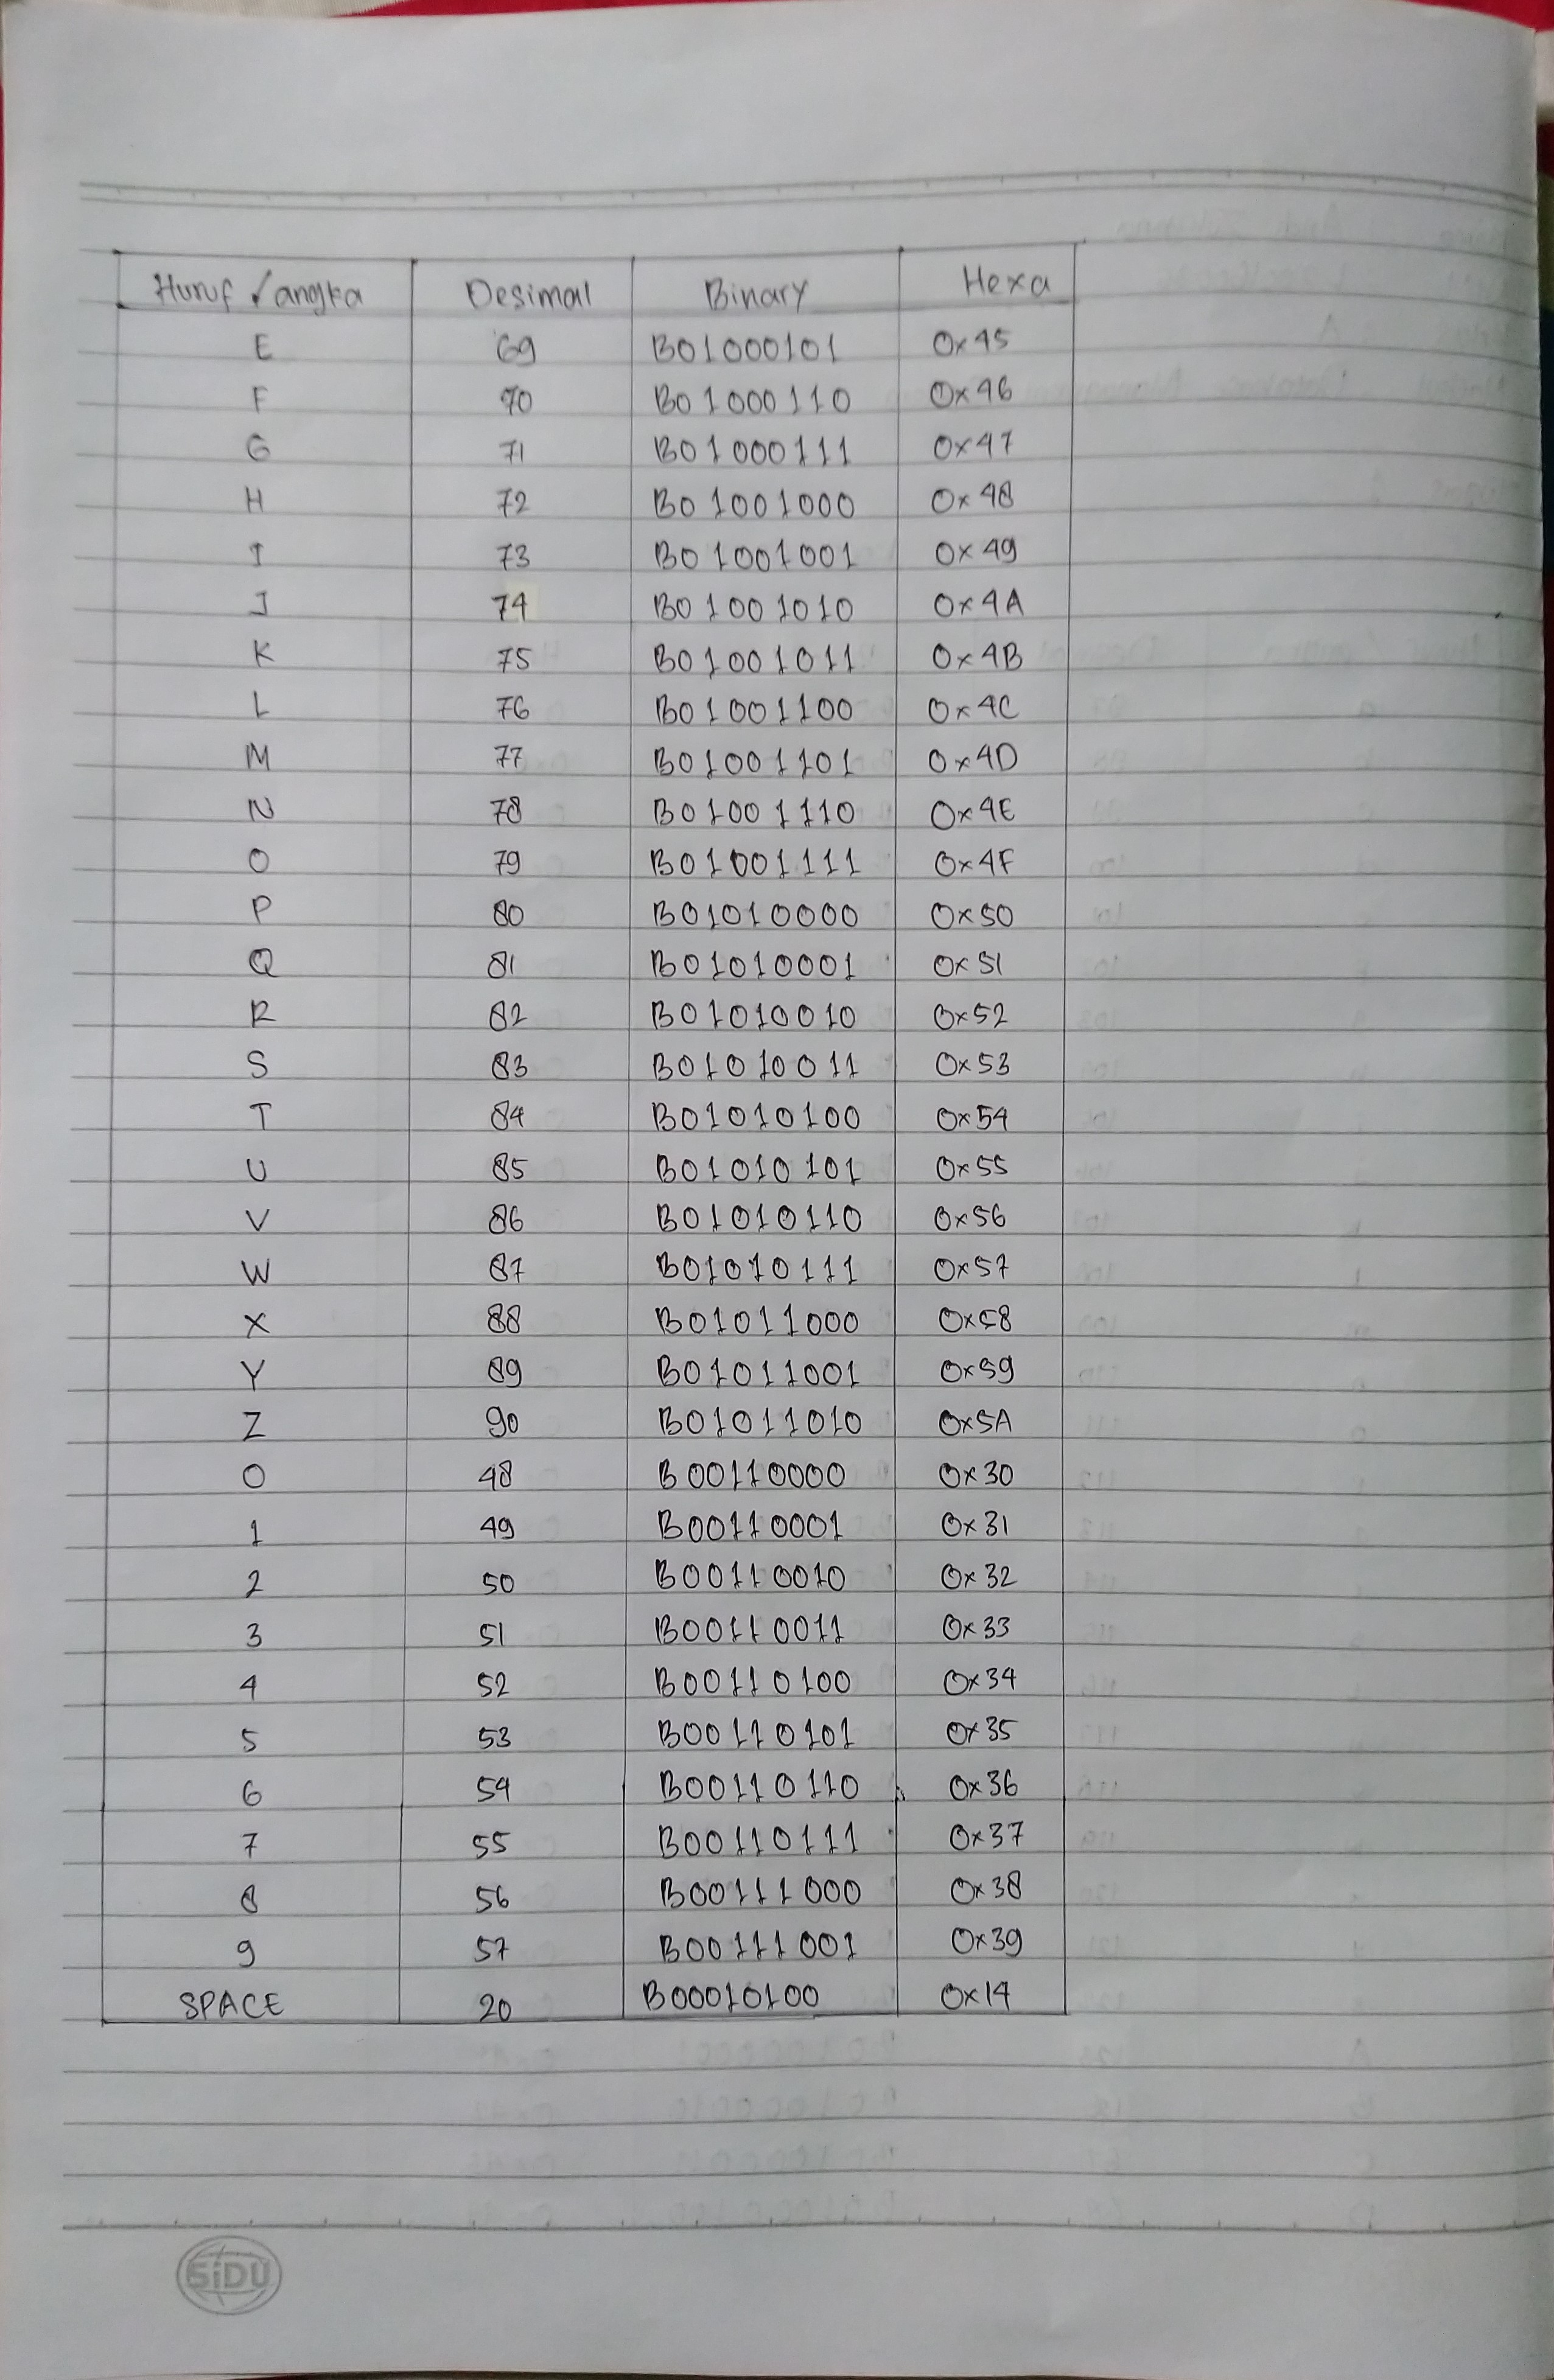 Huruf / angka Desimal Binary Hexa
E 69 B01000101 0x45
F 70 B01000110 0x46
G 71 B01000111 0x47
H 72 B01001000 0x48
I 73 B01001001 0x49
J 74 B01001010 0x4A
K 75 B01001011 0x4B
L 76 B01001100 0x4C
M 77 B01001101 0x4D
N 78 B01001110 0x4E
O 79 B01001111 0x4F
P 80 B01010000 0x50
Q 81 B01010001 0x51
R 82 B01010010 0x52
S 83 B01010011 0x53
T 84 B01010100 0x54
U 85 B01010101 0x55
V 86 B01010110 0x56
W 87 B01010111 0x57
X 88 B01011000 0x58
Y 89 B01011001 0x59
Z 90 B01011010 0x5A
0 48 B00110000 0x30
1 49 B00110001 0x31
2 50 B00110010 0x32
3 51 B00110011 0x33
4 52 B00110100 0x34
5 53 B00110101 0x35
6 54 B00110110 0x36
7 55 B00110111 0x37
8 56 B00111000 0x38
9 57 B00111001 0x39
SPACE 20 B00010100 0x14
SiDU